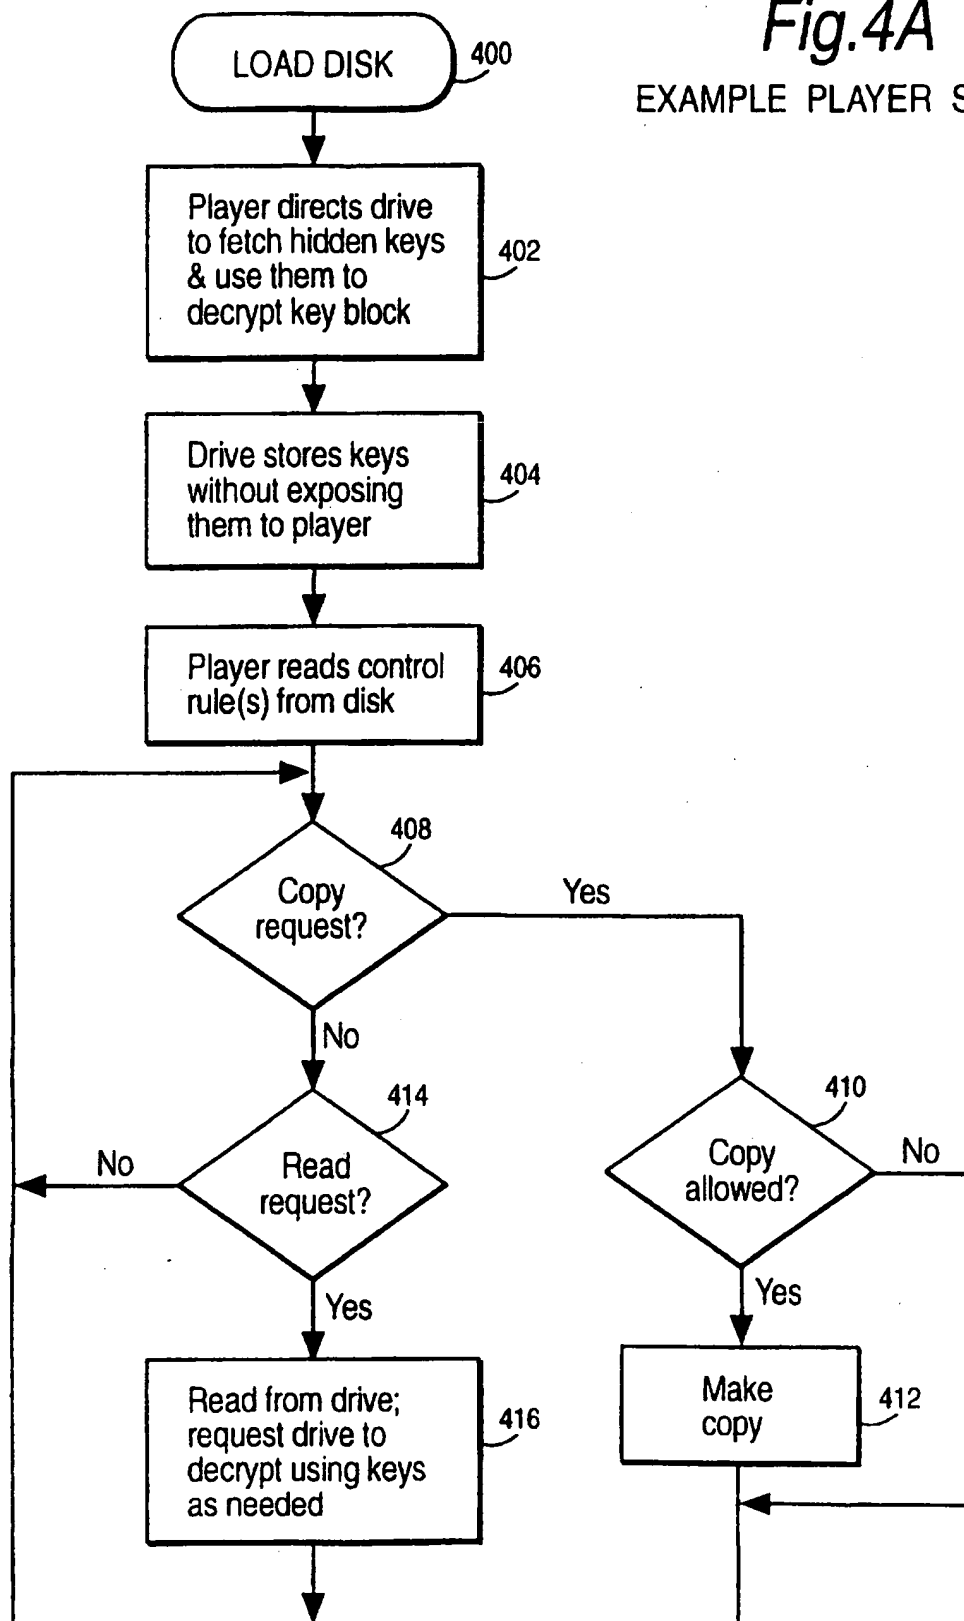 Fig.4A
EXAMPLE PLAYER S
LOAD DISK
400
Player directs drive
to fetch hidden keys
& use them to
decrypt key block
402
Drive stores keys
without exposing
them to player
404
Player reads control
rule(s) from disk
406
408
Copy
request?
Yes
No
414
Read
request?
No
Yes
410
Copy
allowed?
No
Yes
Read from drive;
request drive to
decrypt using keys
as needed
416
Make
copy
412